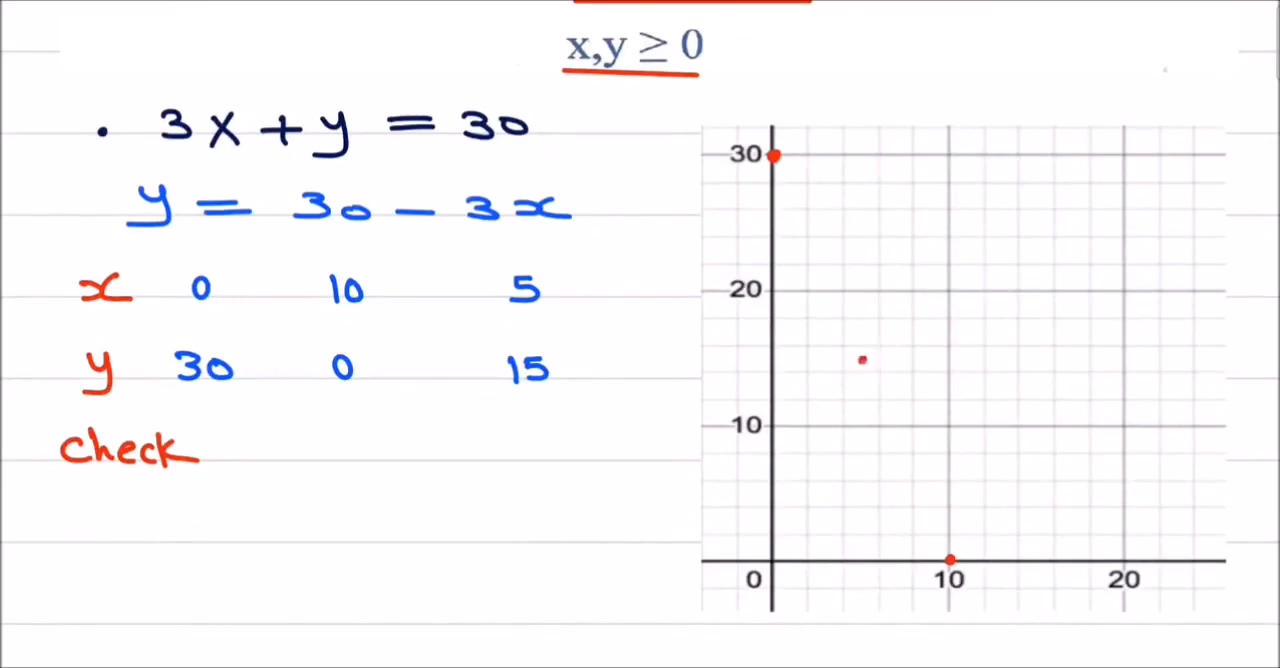 x,y ≥ 0
. 3x + y = 30
y = 30 - 3x
x 0 10 5
y 30 0 15
check
30
20
10
0 10 20